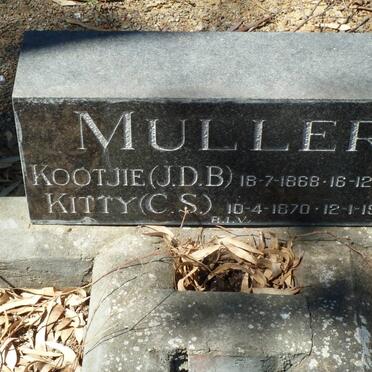 MULLER
KOOTJIE (J.D.B) 16-7-1868 - 16-12
KITTY (C.S.) 10-4-1870 - 12-1-19
R.I.V.